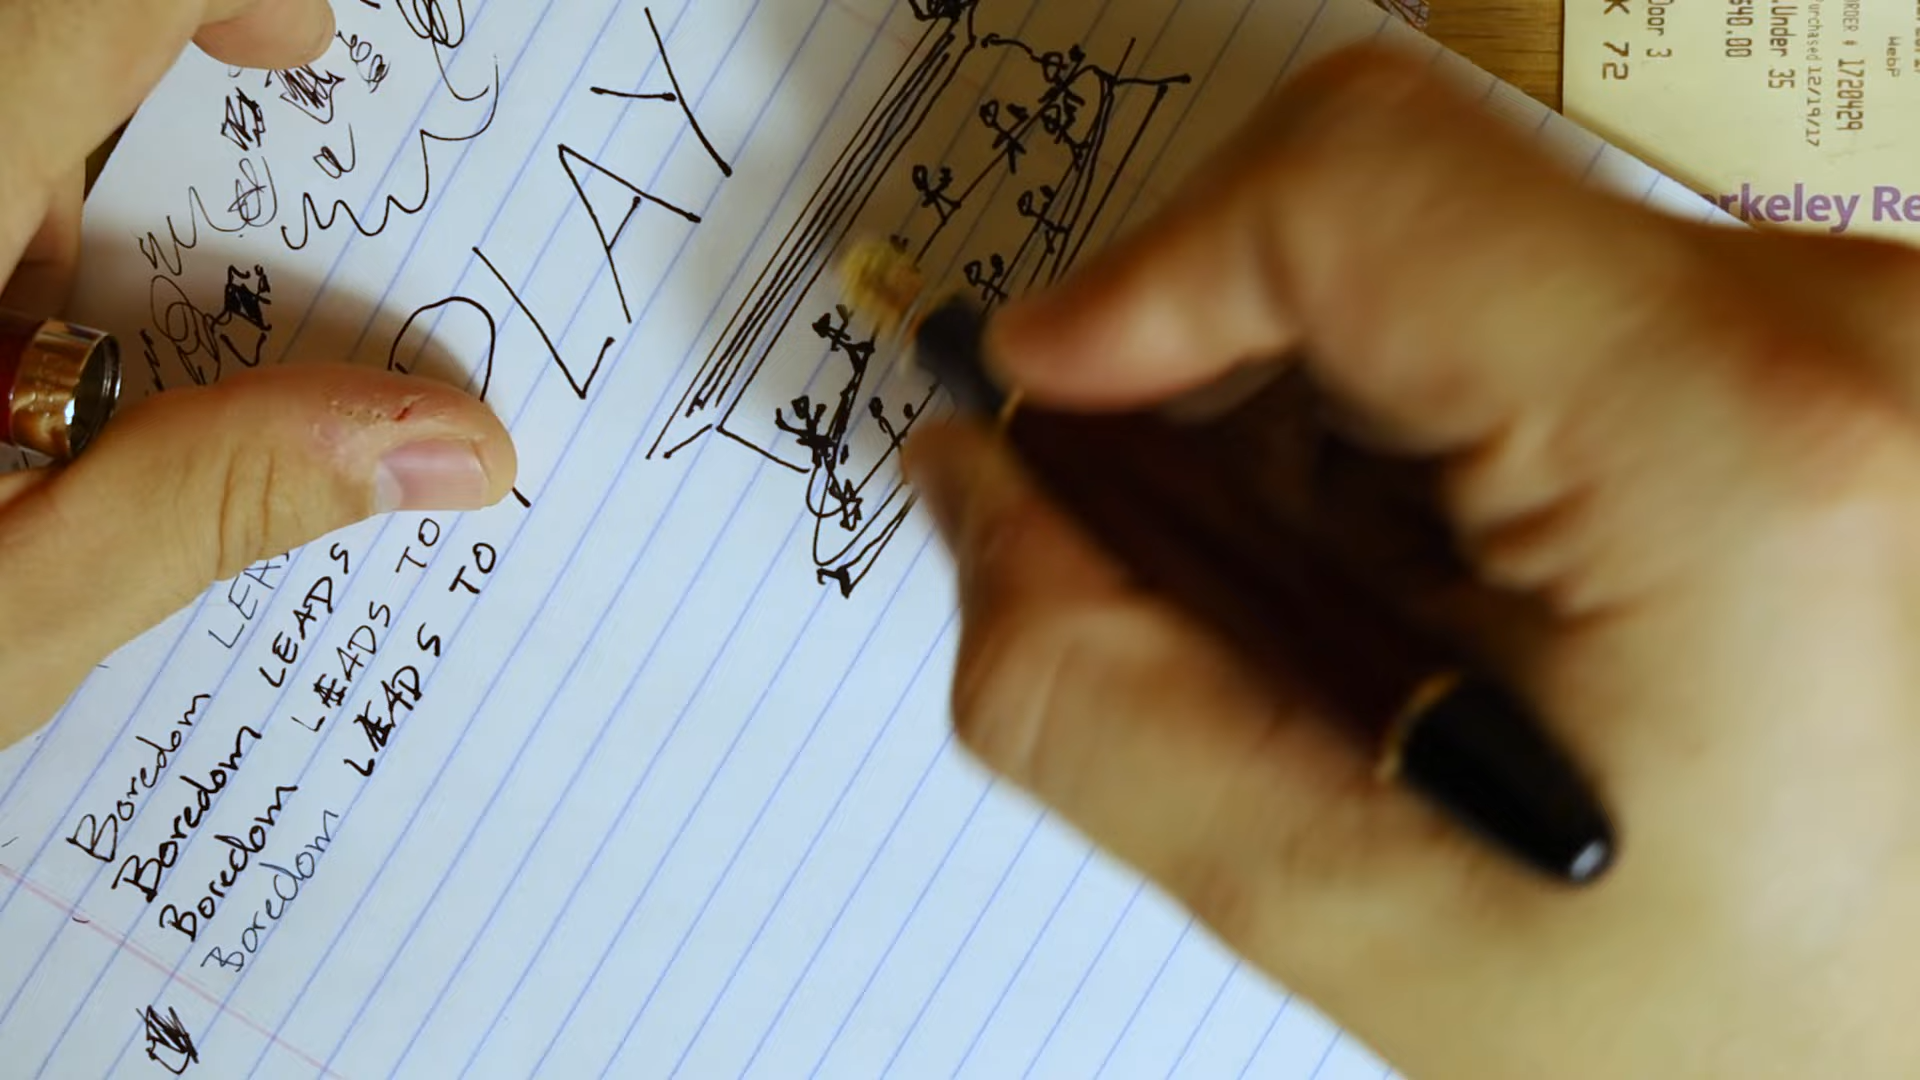 PLAY
Boredom LEADS
Boredom LEADS TO
Boredom LEADS TO
Boredom
K 72
Door 3
$40.00
Under 35
Purchased 12/19/17
ORDER # 1720429
WebP
rkeley Re